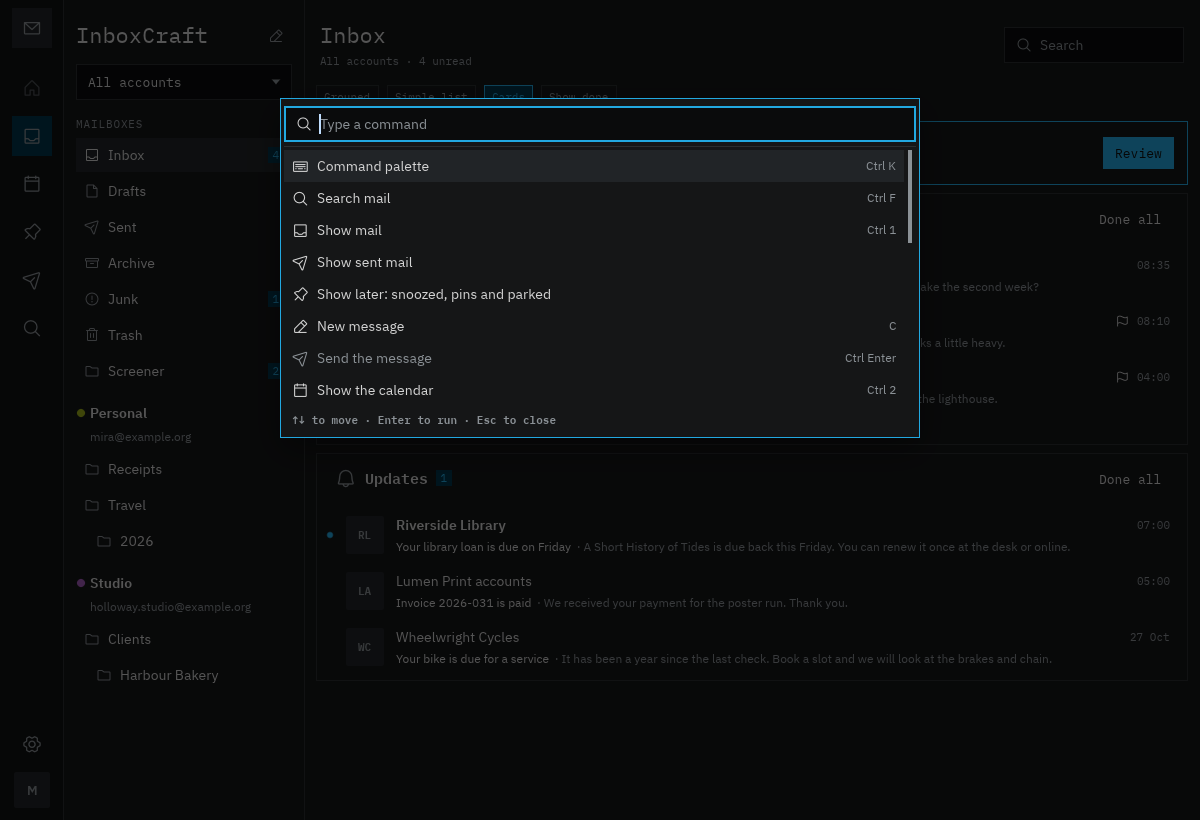 InboxCraft
All accounts
MAILBOXES
Inbox 4
Drafts
Sent
Archive
Junk 1
Trash
Screener 2
Personal
mira@example.org
Receipts
Travel
2026
Studio
holloway.studio@example.org
Clients
Harbour Bakery
M
Inbox
All accounts · 4 unread
Search
Grouped Simple list Cards Show done
Review
Type a command
Command palette Ctrl K
Search mail Ctrl F
Show mail Ctrl 1
Show sent mail
Show later: snoozed, pins and parked
New message C
Send the message Ctrl Enter
Show the calendar Ctrl 2
↑↓ to move · Enter to run · Esc to close
Done all
08:35
the second week?
08:10
a little heavy.
04:00
the lighthouse.
Updates 1 Done all
RL Riverside Library 07:00
Your library loan is due on Friday · A Short History of Tides is due back this Friday. You can renew it once at the desk or online.
LA Lumen Print accounts 05:00
Invoice 2026-031 is paid · We received your payment for the poster run. Thank you.
WC Wheelwright Cycles 27 Oct
Your bike is due for a service · It has been a year since the last check. Book a slot and we will look at the brakes and chain.